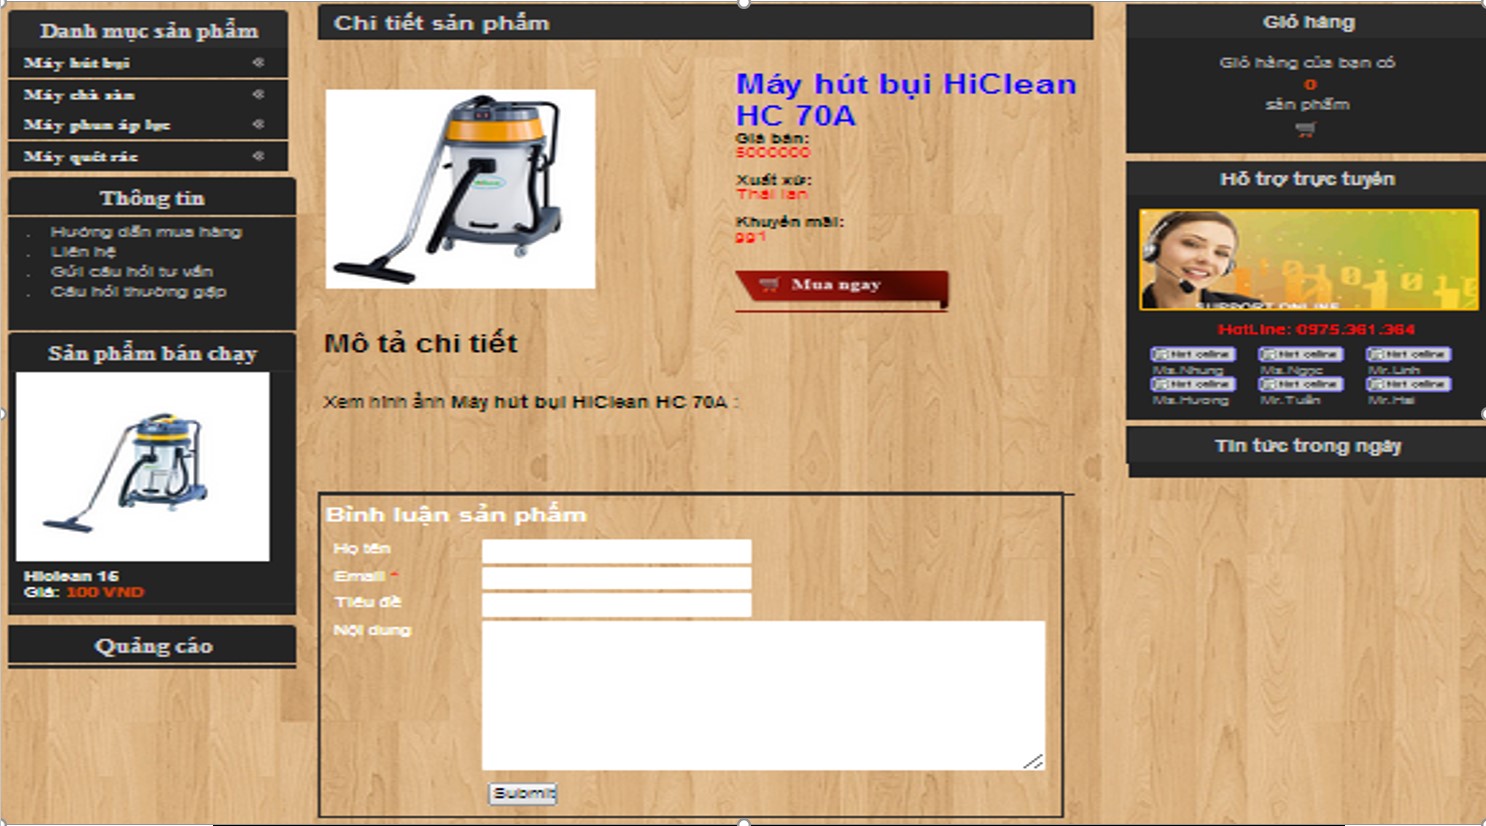 Danh mục sản phẩm
Máy hút bụi
Máy chà sàn
Máy phun áp lực
Máy quét rác
Thông tin
Hướng dẫn mua hàng
Liên hệ
Gửi câu hỏi tư vấn
Câu hỏi thường gặp
Sản phẩm bán chạy
Hiclean 16
Giá: 100 VND
Quảng cáo
Chi tiết sản phẩm
Máy hút bụi HiClean
HC 70A
Giá bán:
5000000
Xuất xứ:
Thái lan
Khuyến mãi:
gg1
Mua ngay
Mô tả chi tiết
Xem hình ảnh Máy hút bụi HiClean HC 70A :
Bình luận sản phẩm
Họ tên
Email *
Tiêu đề
Nội dung
Submit
Giỏ hàng
Giỏ hàng của bạn có
0
sản phẩm
Hỗ trợ trực tuyến
SUPPORT ONLINE
HotLine: 0975.361.364
Ms.Nhung Ms.Ngọc Mr.Linh
Ms.Hương Mr.Tuấn Mr.Hai
Tin tức trong ngày